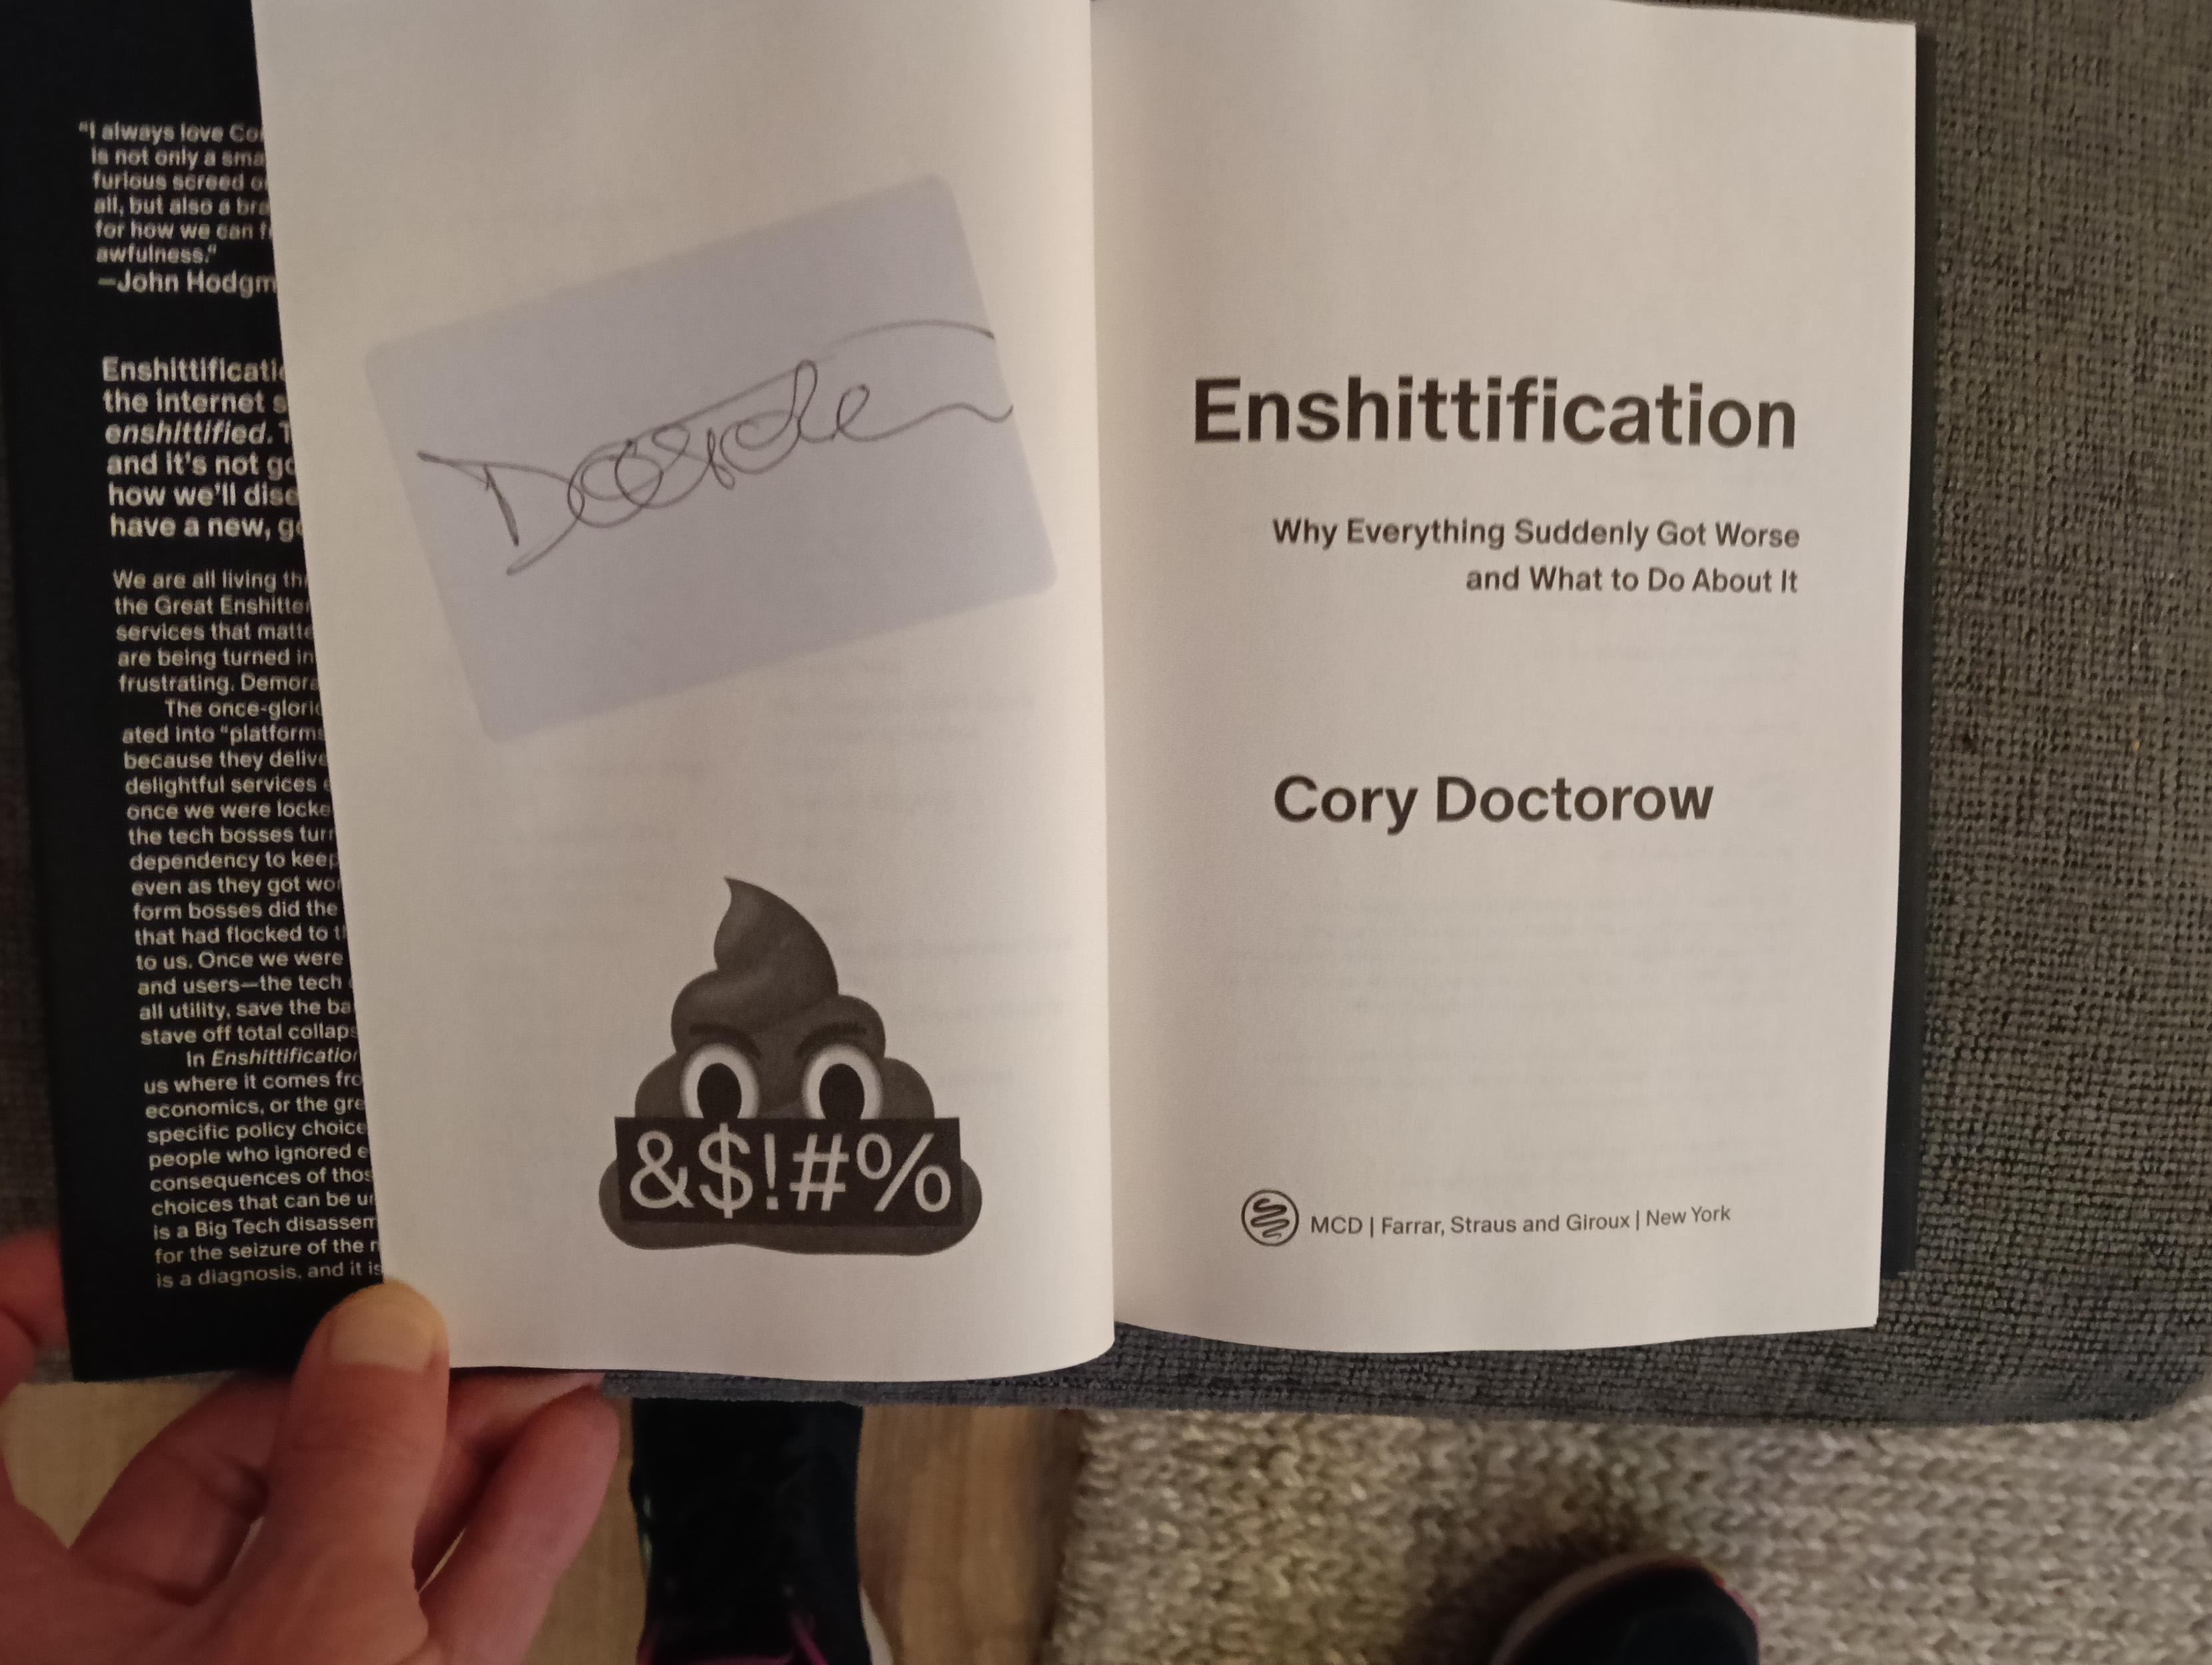 "I always love Co
is not only a sma
furious screed o
all, but also a bra
for how we can f
awfulness."
—John Hodgm
Enshittificati
the internet s
enshittified. T
and it's not go
how we'll dise
have a new, go
We are all living th
the Great Enshitte
services that matte
are being turned in
frustrating. Demora
The once-glorio
ated into "platforms
because they delive
delightful services
once we were locke
the tech bosses tur
dependency to keep
even as they got wo
form bosses did the
that had flocked to t
to us. Once we were
and users—the tech
all utility, save the ba
stave off total collaps
In Enshittification
us where it comes fro
economics, or the gre
specific policy choice
people who ignored e
consequences of thos
choices that can be u
is a Big Tech disassem
for the seizure of the
is a diagnosis, and it is
&$!#%
Enshittification
Why Everything Suddenly Got Worse
and What to Do About It
Cory Doctorow
MCD | Farrar, Straus and Giroux | New York